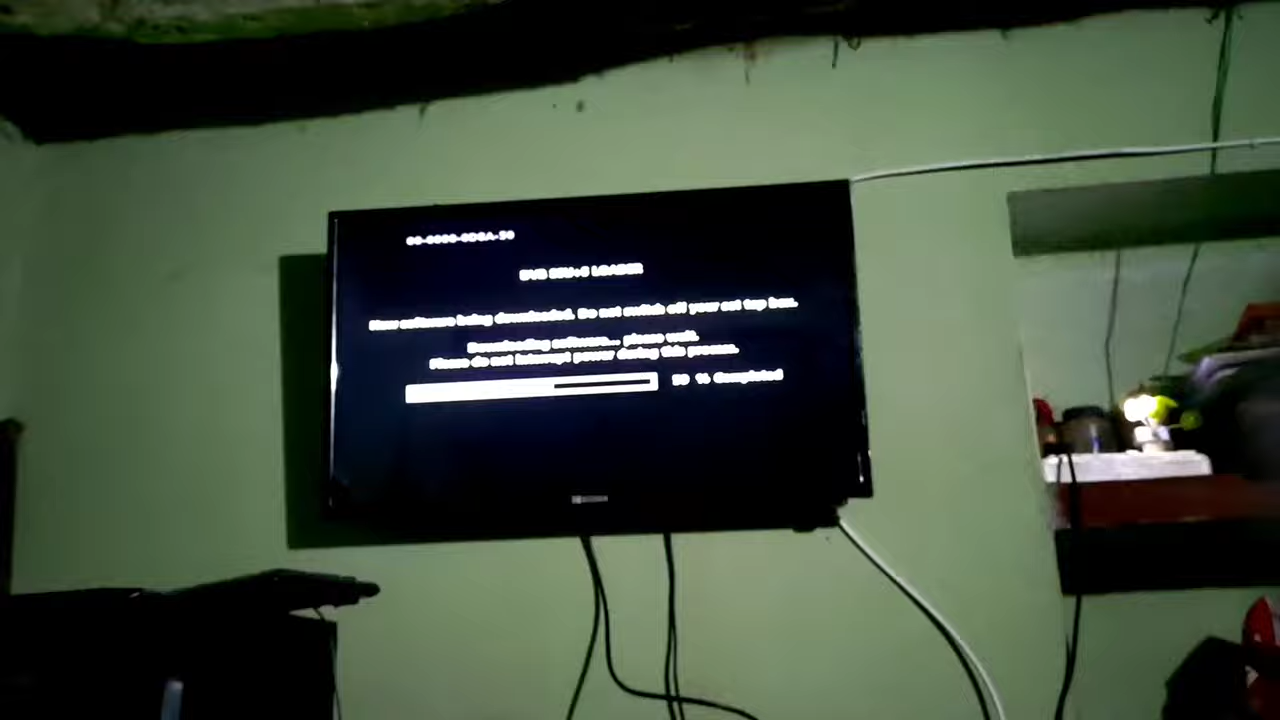 LOADER
New software being downloaded. Do not switch off your set top box.
Downloading software... please wait.
Please do not interrupt power during this process.
% Completed